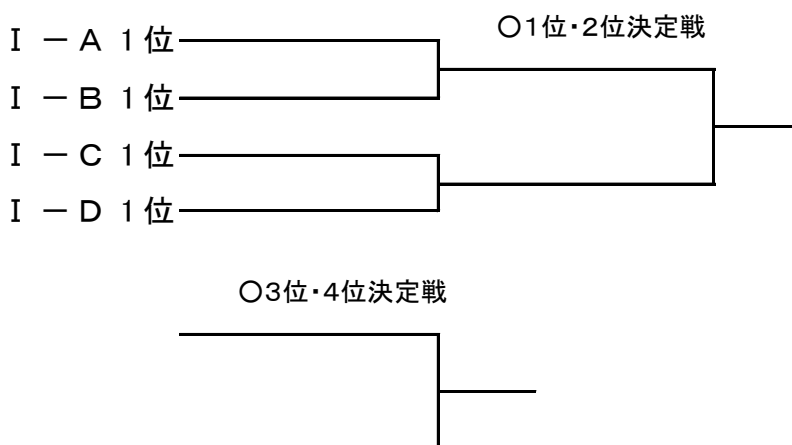 ○1位・2位決定戦
Ⅰ － A 1位
Ⅰ － B 1位
Ⅰ － C 1位
Ⅰ － D 1位
○3位・4位決定戦